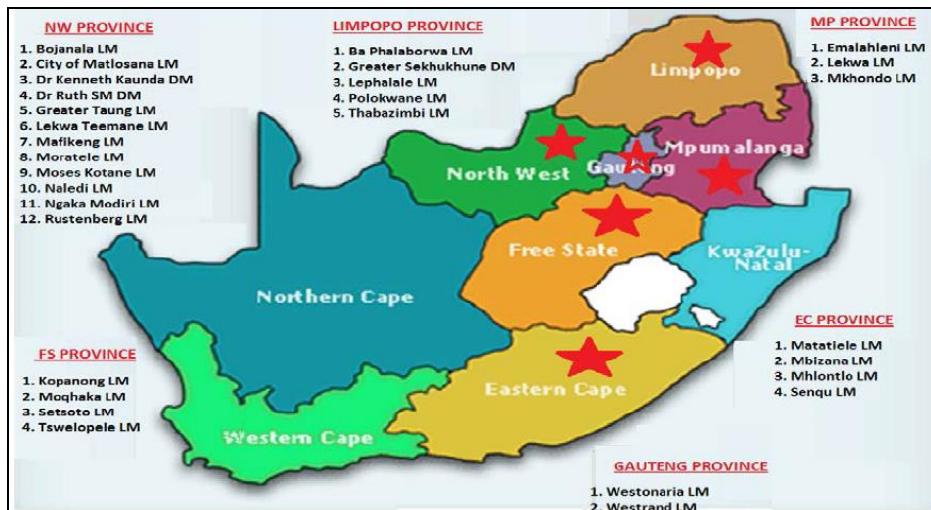 NW PROVINCE
1. Bojanala LM
2. City of Matlosana LM
3. Dr Kenneth Kaunda DM
4. Dr Ruth SM DM
5. Greater Taung LM
6. Lekwa Teemane LM
7. Mafikeng LM
8. Moratele LM
9. Moses Kotane LM
10. Naledi LM
11. Ngaka Modiri LM
12. Rustenberg LM
LIMPOPO PROVINCE
1. Ba Phalaborwa LM
2. Greater Sekhukhune DM
3. Lephalale LM
4. Polokwane LM
5. Thabazimbi LM
MP PROVINCE
1. Emalahleni LM
2. Lekwa LM
3. Mkhondo LM
Limpopo
Mpumalanga
Gauteng
North West
Free State
KwaZulu-
Natal
Northern Cape
Eastern Cape
Western Cape
FS PROVINCE
1. Kopanong LM
2. Moqhaka LM
3. Setsoto LM
4. Tswelopele LM
EC PROVINCE
1. Matatiele LM
2. Mbizana LM
3. Mhlontlo LM
4. Senqu LM
GAUTENG PROVINCE
1. Westonaria LM
2. Westrand LM